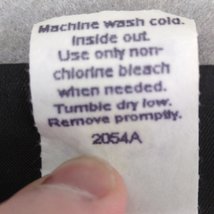 Machine wash cold.
Inside out.
Use only non-
chlorine bleach
when needed.
Tumble dry low.
Remove promptly.
2054A